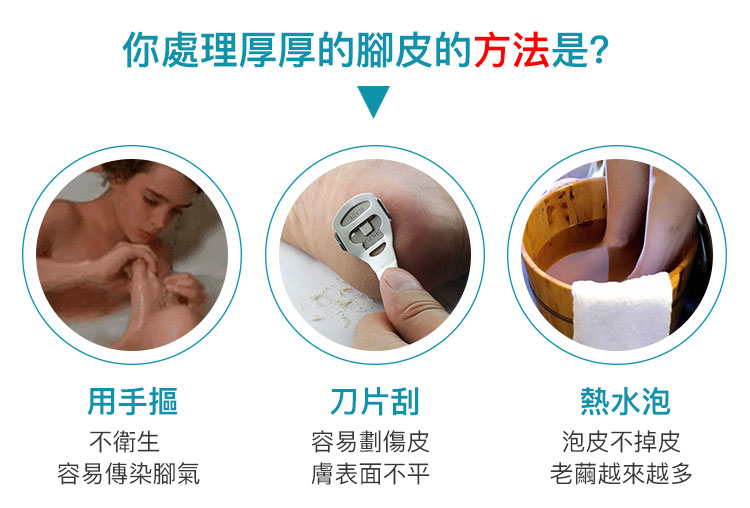 你處理厚厚的腳皮的方法是?
用手摳
不衛生
容易傳染腳氣
刀片刮
容易劃傷皮
膚表面不平
熱水泡
泡皮不掉皮
老繭越來越多